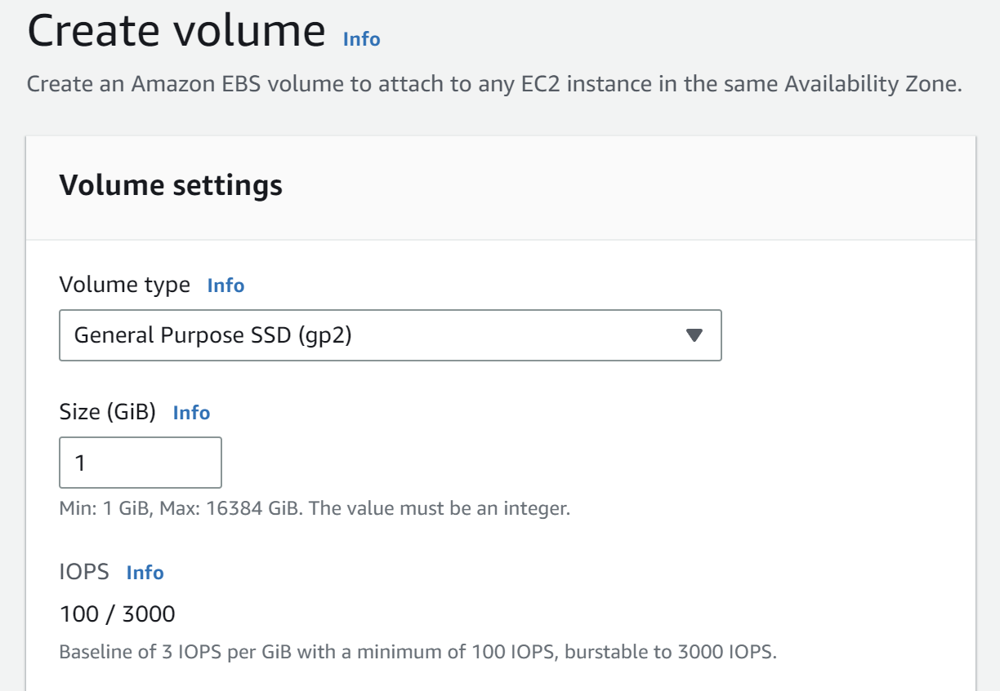 Create volume Info
Create an Amazon EBS volume to attach to any EC2 instance in the same Availability Zone.
Volume settings
Volume type Info
General Purpose SSD (gp2)
Size (GiB) Info
1
Min: 1 GiB, Max: 16384 GiB. The value must be an integer.
IOPS Info
100 / 3000
Baseline of 3 IOPS per GiB with a minimum of 100 IOPS, burstable to 3000 IOPS.